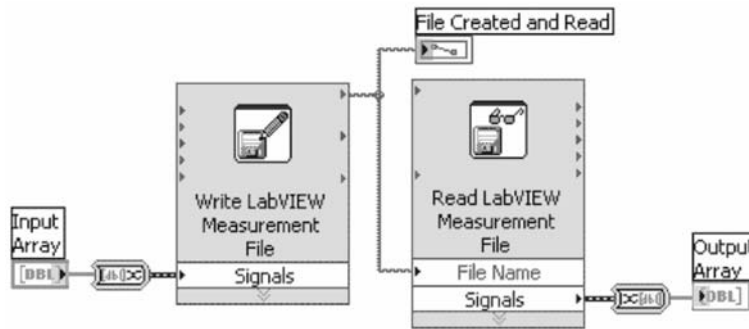 File Created and Read
Write LabVIEW
Measurement
File
Signals
Read LabVIEW
Measurement
File
File Name
Signals
Input
Array
[DBL]
Output
Array
[DBL]